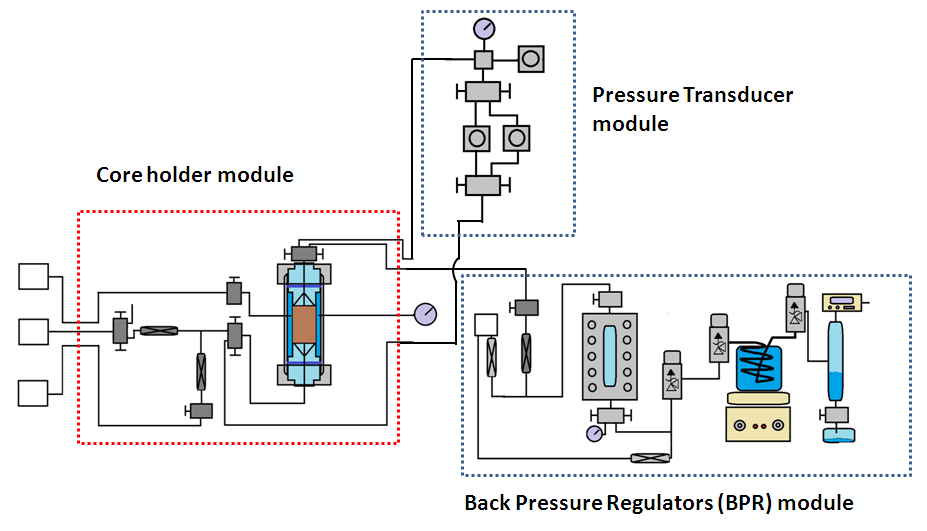 Pressure Transducer
module
Core holder module
Back Pressure Regulators (BPR) module